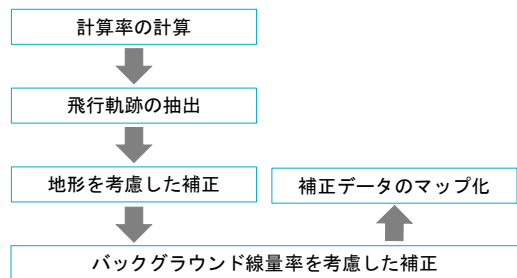 計算率の計算
飛行軌跡の抽出
地形を考慮した補正
バックグラウンド線量率を考慮した補正
補正データのマップ化